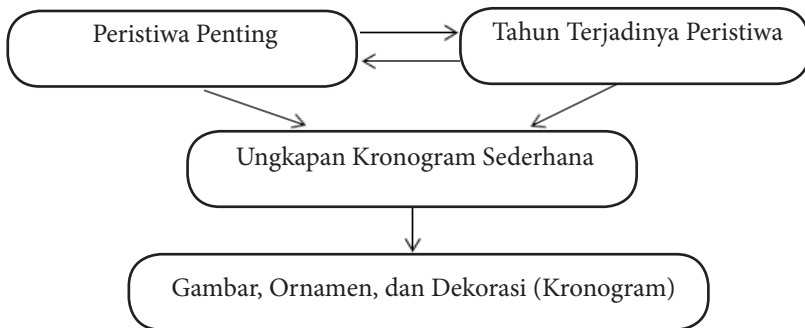 Peristiwa Penting
Tahun Terjadinya Peristiwa
Ungkapan Kronogram Sederhana
Gambar, Ornamen, dan Dekorasi (Kronogram)